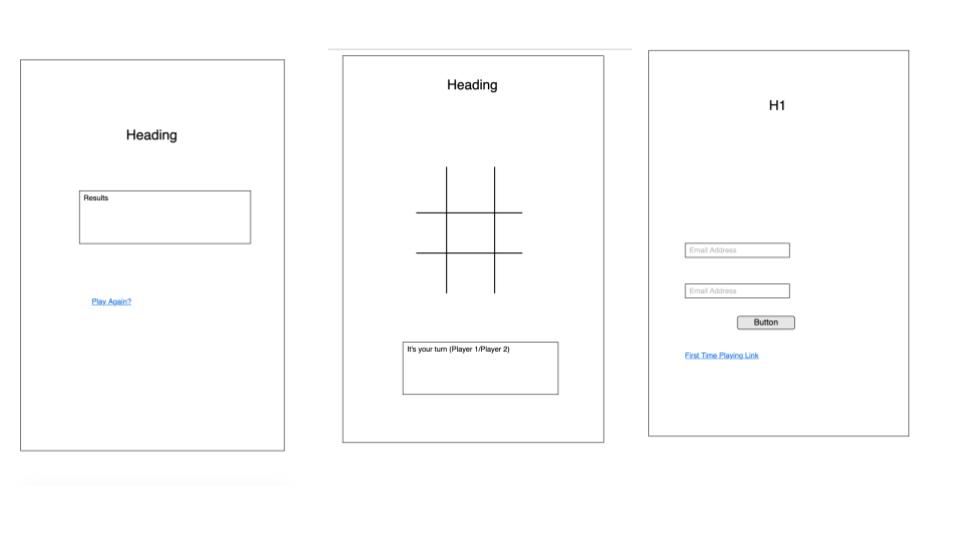 Heading
Results
Play Again?
Heading
It's your turn (Player 1/Player 2)
H1
Email Address
Email Address
Button
First Time Playing Link